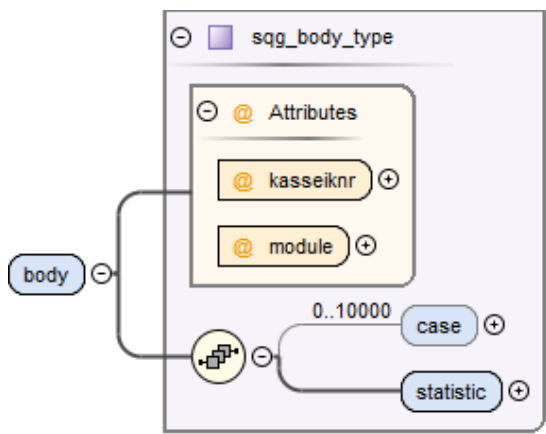 sqg_body_type
@ Attributes
@ kasseiknr
@ module
body
0..10000
case
statistic